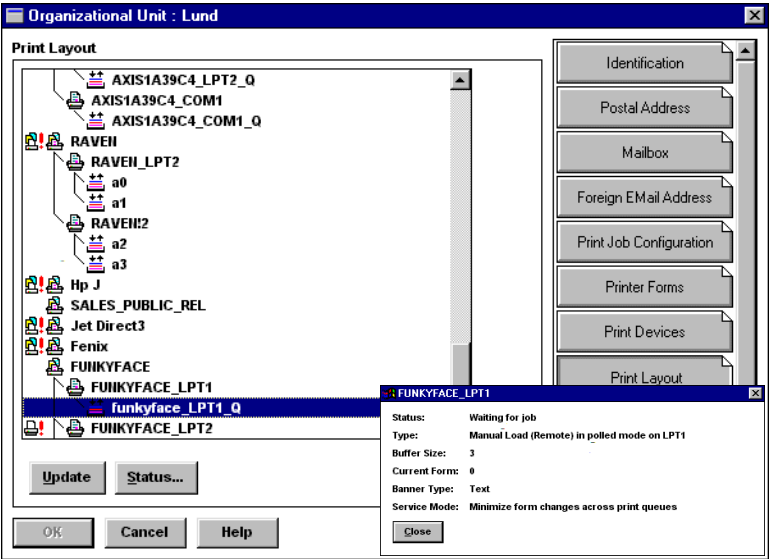 Organizational Unit : Lund
Print Layout
AXIS1A39C4_LPT2_Q
AXIS1A39C4_COM1
AXIS1A39C4_COM1_Q
RAVEN
RAVEN_LPT2
a0
a1
RAVEN!2
a2
a3
Hp J
SALES_PUBLIC_REL
Jet Direct3
Fenix
FUNKYFACE
FUNKYFACE_LPT1
funkyface_LPT1_Q
FUNKYFACE_LPT2
Update
Status...
OK
Cancel
Help
Identification
Postal Address
Mailbox
Foreign EMail Address
Print Job Configuration
Printer Forms
Print Devices
Print Layout
FUNKYFACE_LPT1
Status: Waiting for job
Type: Manual Load (Remote) in polled mode on LPT1
Buffer Size: 3
Current Form: 0
Banner Type: Text
Service Mode: Minimize form changes across print queues
Close